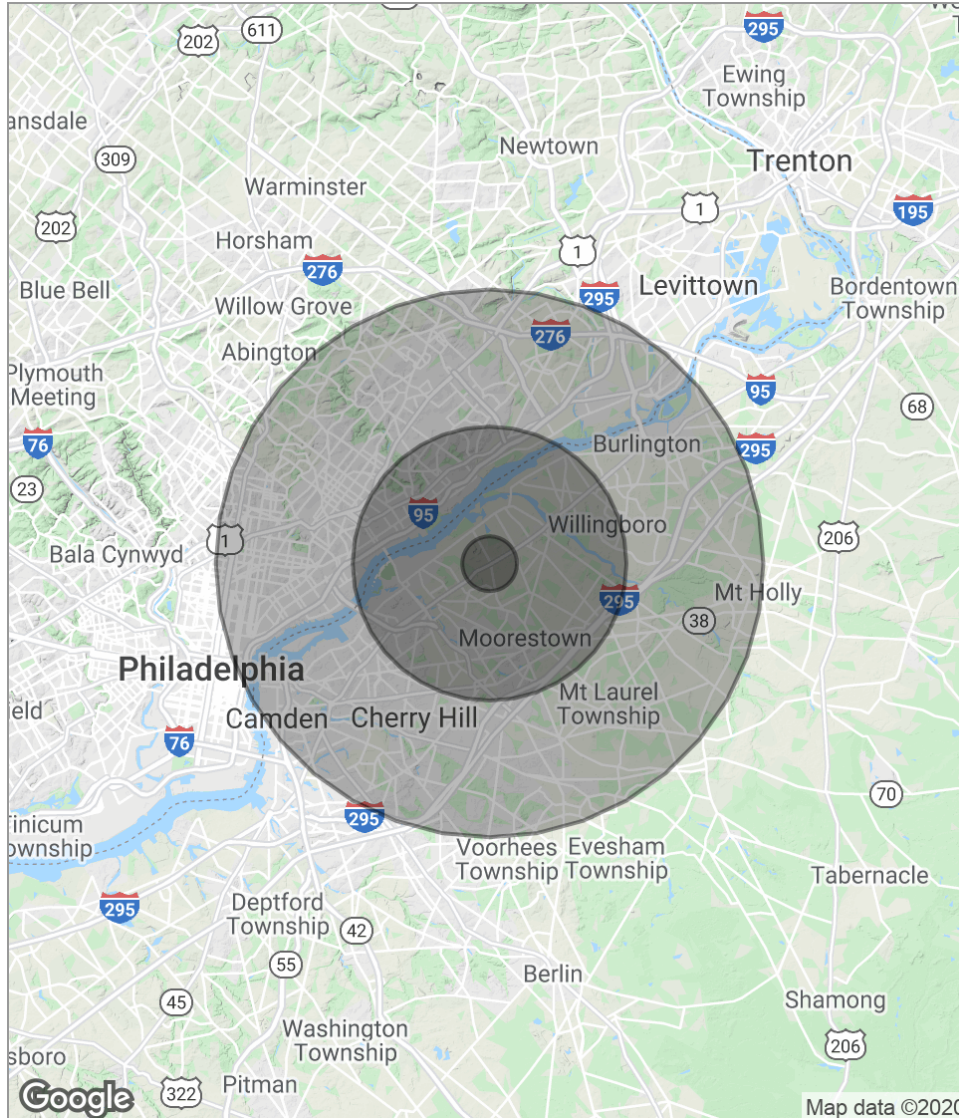 295
611
202
Ewing
Township
ansdale
Newtown
309
Trenton
Warminster
1
195
202
Horsham
1
276
Levittown
Blue Bell
295
Bordentown
Township
Willow Grove
276
Abington
Plymouth
Meeting
95
68
76
Burlington
295
23
95
Willingboro
1
206
Bala Cynwyd
Mt Holly
295
38
Moorestown
Philadelphia
Mt Laurel
Township
ield
Camden
Cherry Hill
76
70
295
Finicum
ownship
Voorhees
Township
Evesham
Township
Tabernacle
295
Deptford
Township
42
55
Berlin
45
Shamong
Washington
Township
206
sboro
Pitman
322
Google
Map data ©2020